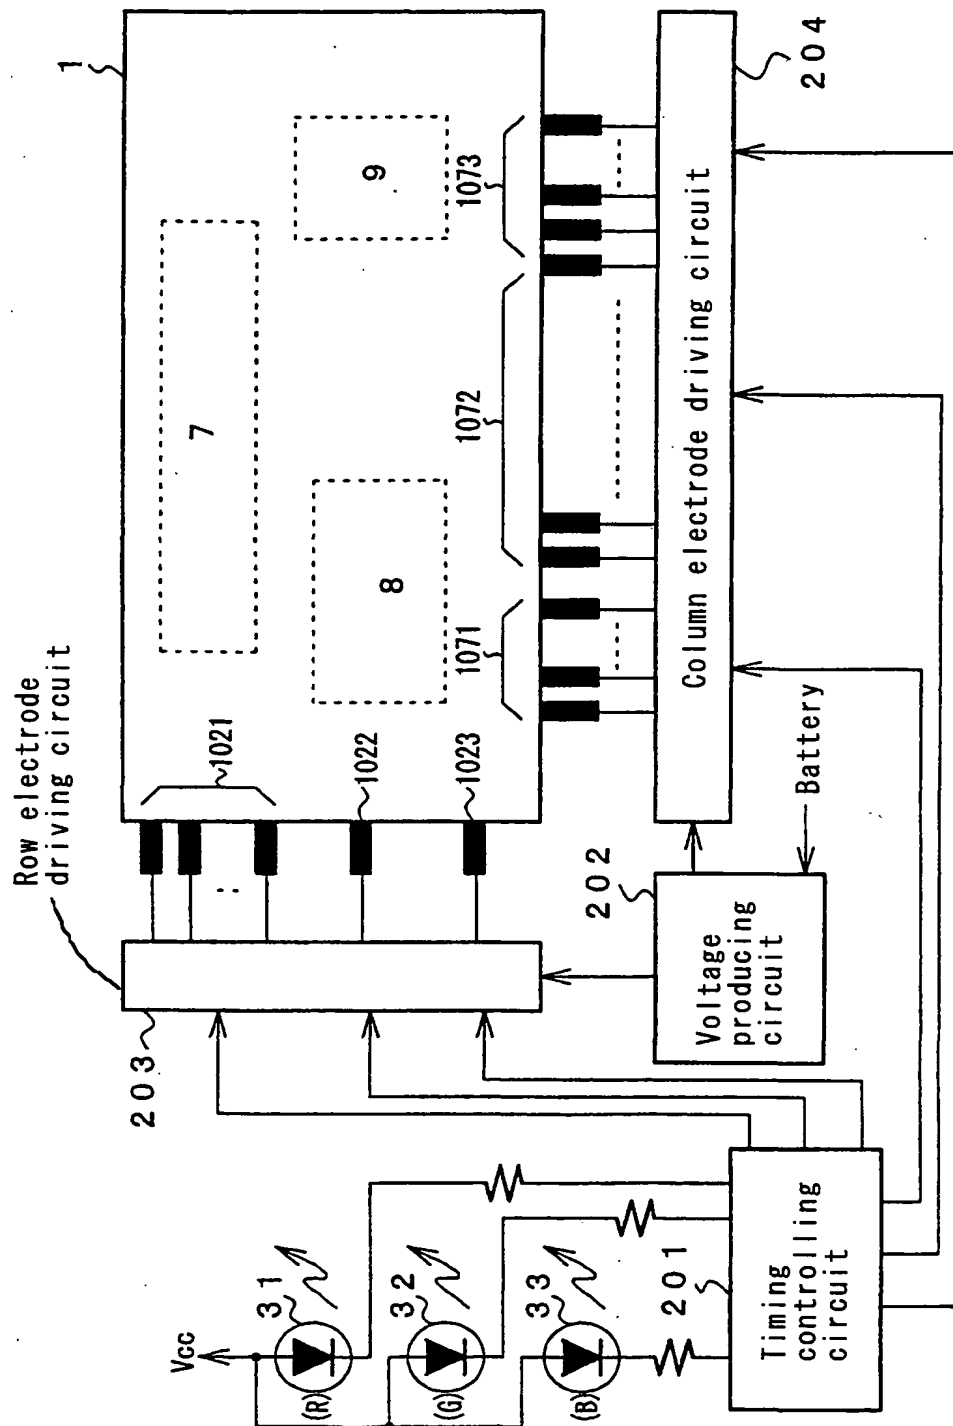 Row electrode
driving circuit
1
203
1021
1022
1023
7
8
9
1071
1072
1073
Vcc
31
(R)
32
(G)
33
(B)
201
Timing
controlling
circuit
202
Voltage
producing
circuit
Battery
Column electrode driving circuit
204